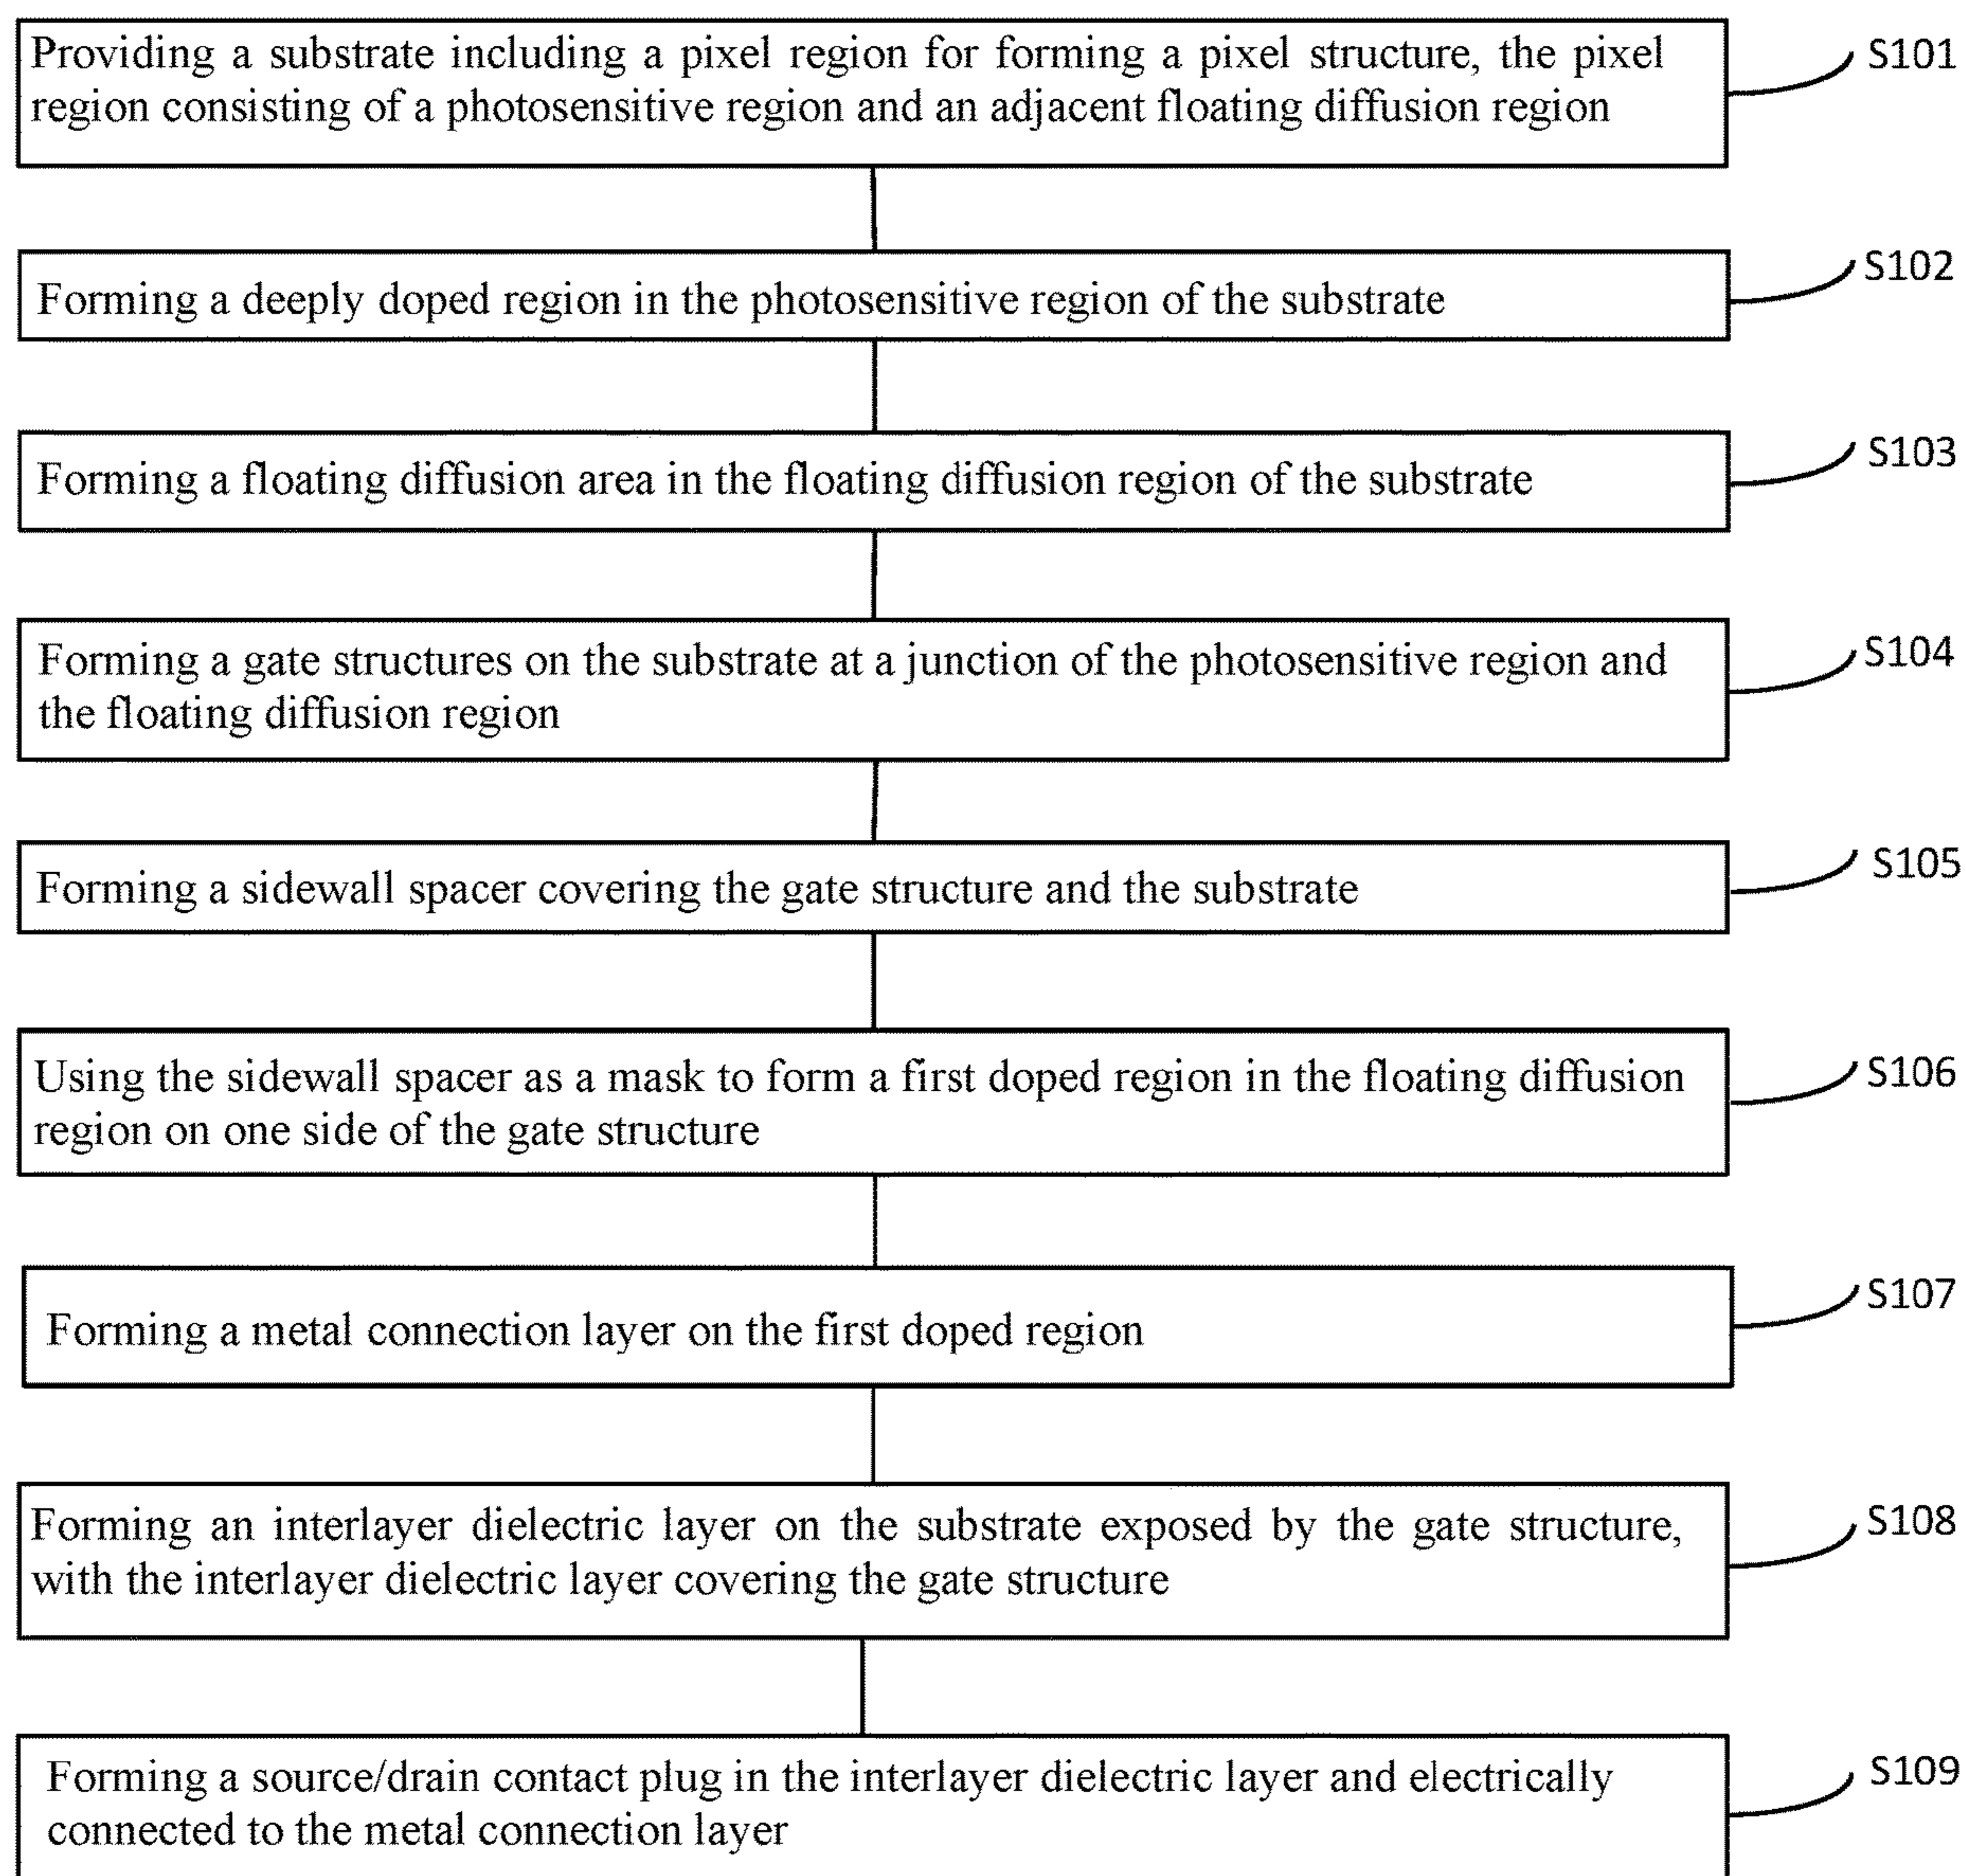 Providing a substrate including a pixel region for forming a pixel structure, the pixel
region consisting of a photosensitive region and an adjacent floating diffusion region
S101
Forming a deeply doped region in the photosensitive region of the substrate
S102
Forming a floating diffusion area in the floating diffusion region of the substrate
S103
Forming a gate structures on the substrate at a junction of the photosensitive region and
the floating diffusion region
S104
Forming a sidewall spacer covering the gate structure and the substrate
S105
Using the sidewall spacer as a mask to form a first doped region in the floating diffusion
region on one side of the gate structure
S106
Forming a metal connection layer on the first doped region
S107
Forming an interlayer dielectric layer on the substrate exposed by the gate structure,
with the interlayer dielectric layer covering the gate structure
S108
Forming a source/drain contact plug in the interlayer dielectric layer and electrically
connected to the metal connection layer
S109